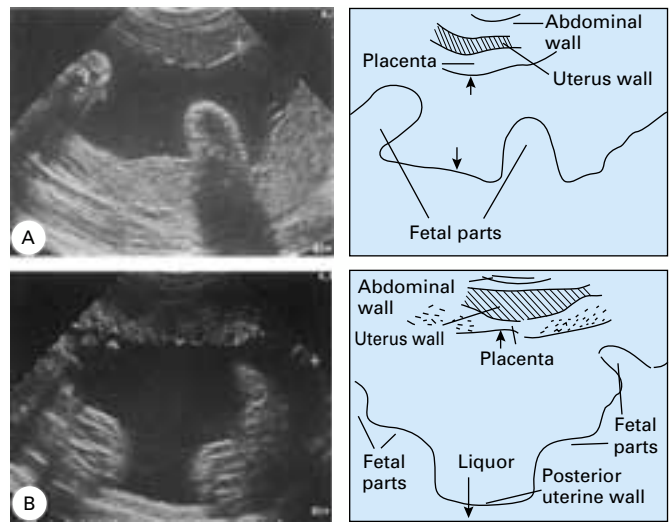 Abdominal
wall
Placenta
Uterus wall
Fetal parts
A
Abdominal
wall
Uterus wall
Placenta
Fetal
parts
Fetal
parts
Liquor
Posterior
uterine wall
B